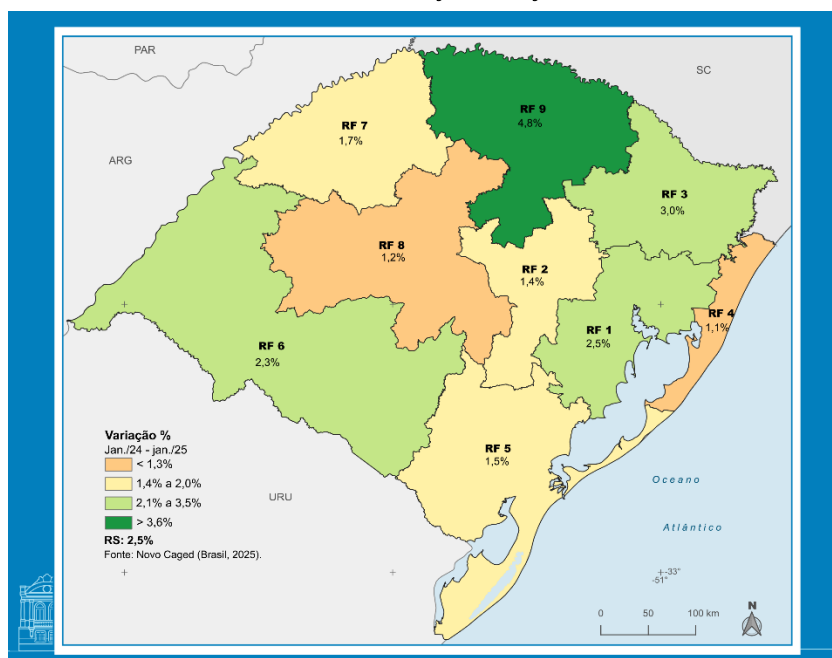 PAR
SC
ARG
RF 9
4,8%
RF 7
1,7%
RF 3
3,0%
RF 8
1,2%
RF 2
1,4%
RF 4
1,1%
RF 1
2,5%
RF 6
2,3%
RF 5
1,5%
Variação %
Jan./24 - jan./25
< 1,3%
1,4% a 2,0%
2,1% a 3,5%
> 3,6%
RS: 2,5%
Fonte: Novo Caged (Brasil, 2025).
URU
Oceano
Atlântico
-33°
-51°
0 50 100 km
N